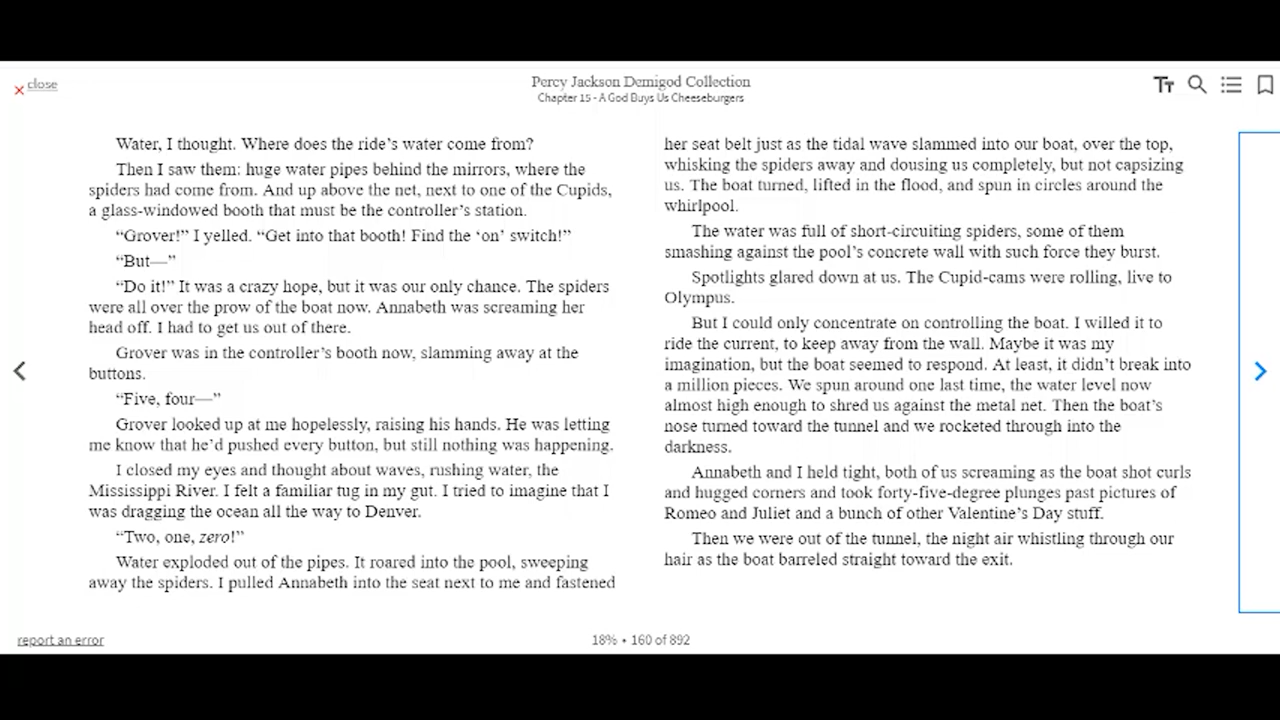 close
Percy Jackson Demigod Collection
Chapter 15 - A God Buys Us Cheeseburgers
Water, I thought. Where does the ride's water come from?
Then I saw them: huge water pipes behind the mirrors, where the
spiders had come from. And up above the net, next to one of the Cupids,
a glass-windowed booth that must be the controller's station.
“Grover!” I yelled. “Get into that booth! Find the ‘on’ switch!”
“But—”
“Do it!” It was a crazy hope, but it was our only chance. The spiders
were all over the prow of the boat now. Annabeth was screaming her
head off. I had to get us out of there.
Grover was in the controller's booth now, slamming away at the
buttons.
“Five, four—”
Grover looked up at me hopelessly, raising his hands. He was letting
me know that he'd pushed every button, but still nothing was happening.
I closed my eyes and thought about waves, rushing water, the
Mississippi River. I felt a familiar tug in my gut. I tried to imagine that I
was dragging the ocean all the way to Denver.
“Two, one, zero!”
Water exploded out of the pipes. It roared into the pool, sweeping
away the spiders. I pulled Annabeth into the seat next to me and fastened
her seat belt just as the tidal wave slammed into our boat, over the top,
whisking the spiders away and dousing us completely, but not capsizing
us. The boat turned, lifted in the flood, and spun in circles around the
whirlpool.
The water was full of short-circuiting spiders, some of them
smashing against the pool's concrete wall with such force they burst.
Spotlights glared down at us. The Cupid-cams were rolling, live to
Olympus.
But I could only concentrate on controlling the boat. I willed it to
ride the current, to keep away from the wall. Maybe it was my
imagination, but the boat seemed to respond. At least, it didn't break into
a million pieces. We spun around one last time, the water level now
almost high enough to shred us against the metal net. Then the boat's
nose turned toward the tunnel and we rocketed through into the
darkness.
Annabeth and I held tight, both of us screaming as the boat shot curls
and hugged corners and took forty-five-degree plunges past pictures of
Romeo and Juliet and a bunch of other Valentine's Day stuff.
Then we were out of the tunnel, the night air whistling through our
hair as the boat barreled straight toward the exit.
report an error
18% • 160 of 892